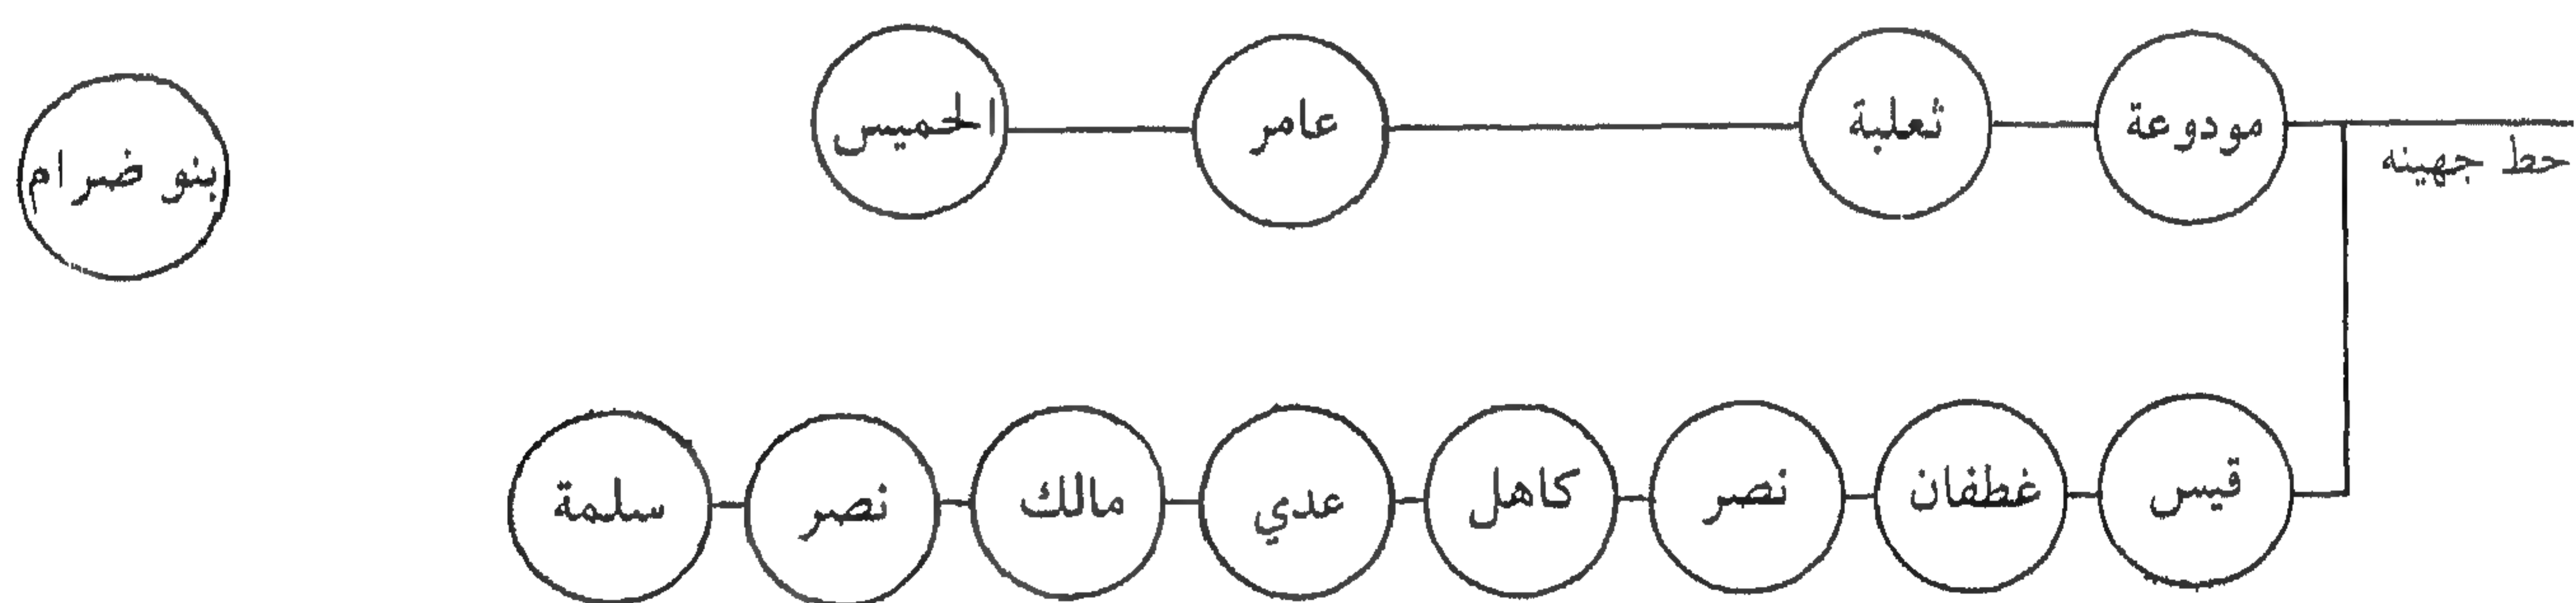 مودوعة ثعلبة عامر الحميس
حط جهينه
بنو ضرام
قيس غطفان نصر كاهل عدي مالك نصر سلمة